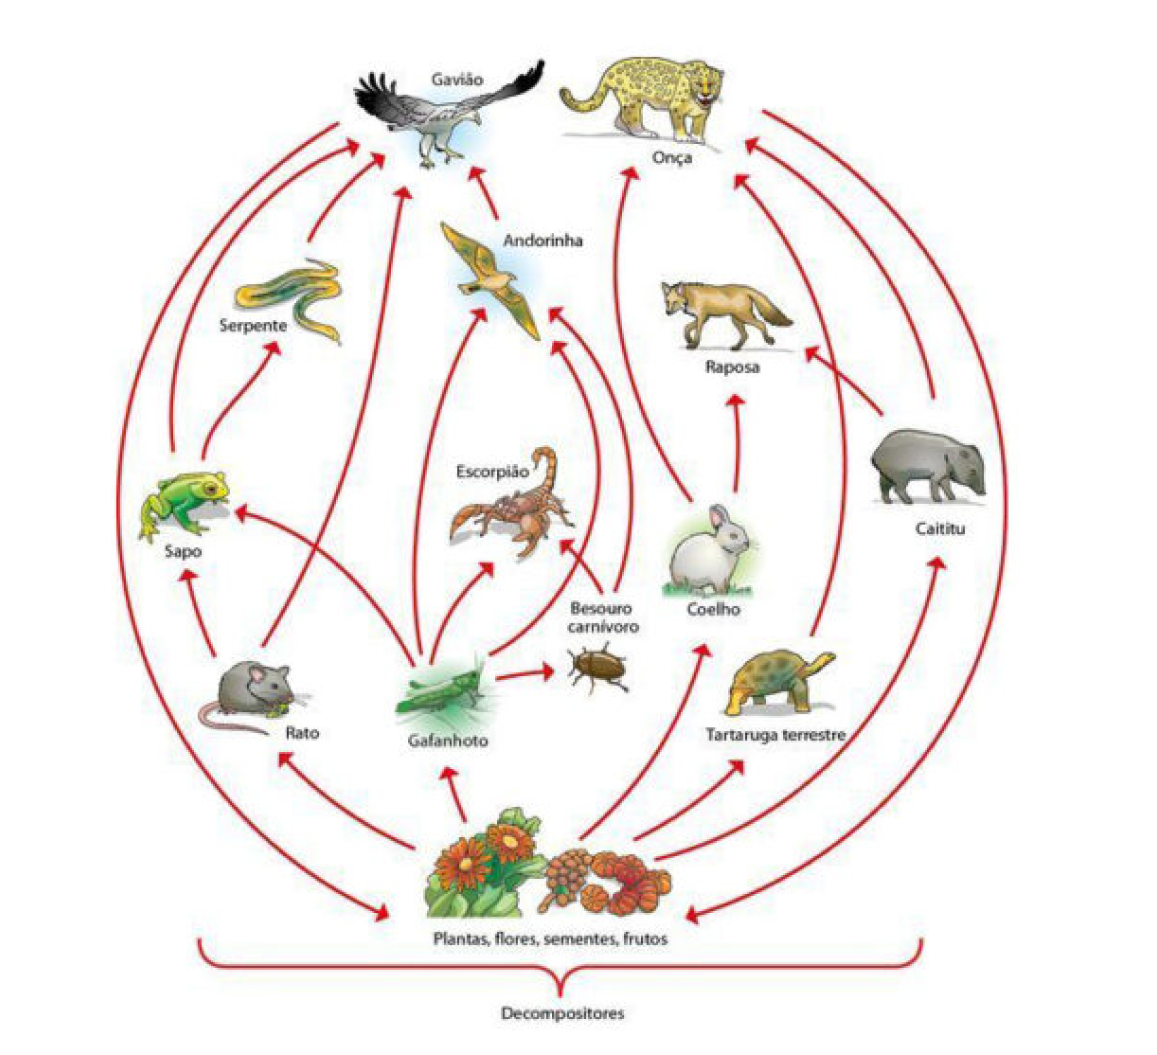 Gavião
Onça
Andorinha
Serpente
Raposa
Escorpião
Caititu
Sapo
Besouro
carnívoro
Coelho
Rato
Gafanhoto
Tartaruga terrestre
Plantas, flores, sementes, frutos
Decompositores